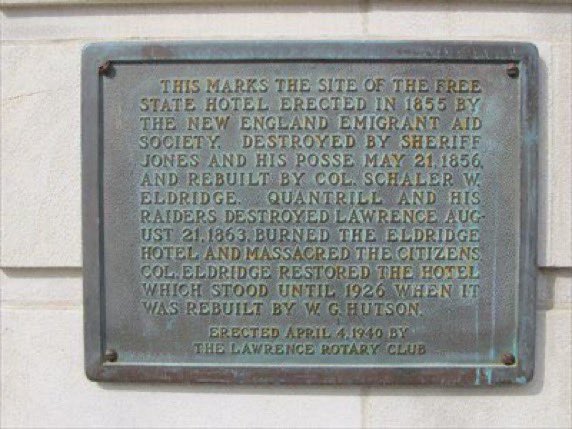 THIS MARKS THE SITE OF THE FREE
STATE HOTEL ERECTED IN 1855 BY
THE NEW ENGLAND EMIGRANT AID
SOCIETY. DESTROYED BY SHERIFF
JONES AND HIS POSSE MAY 21, 1856,
AND REBUILT BY COL. SCHALER W.
ELDRIDGE. QUANTRILL AND HIS
RAIDERS DESTROYED LAWRENCE AUG-
UST 21, 1863, BURNED THE ELDRIDGE
HOTEL AND MASSACRED THE CITIZENS.
COL. ELDRIDGE RESTORED THE HOTEL
WHICH STOOD UNTIL 1926 WHEN IT
WAS REBUILT BY W. G. HUTSON.
ERECTED APRIL 4, 1940 BY
THE LAWRENCE ROTARY CLUB